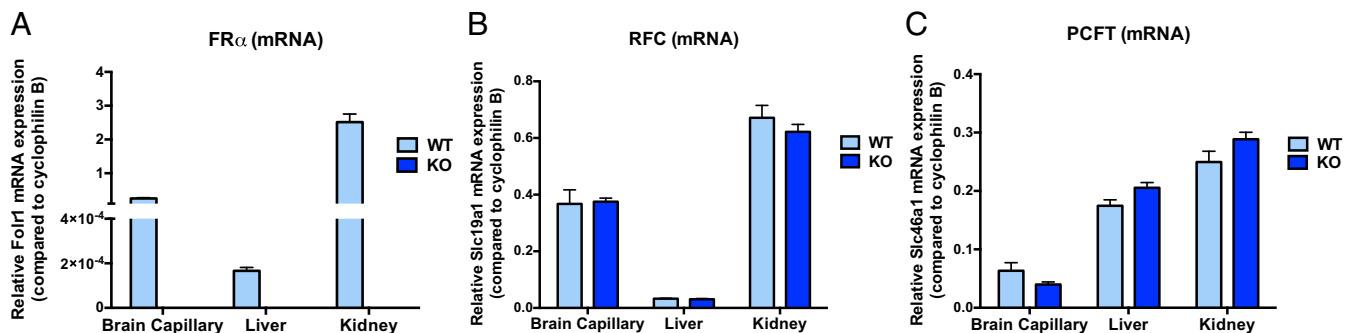 A
FRα (mRNA)
Relative Folr1 mRNA expression
(compared to cyclophilin B)
4
3
2
1
4×10⁻⁴
2×10⁻⁴
0
Brain Capillary Liver Kidney
WT
KO
B
RFC (mRNA)
Relative Slc19a1 mRNA expression
(compared to cyclophilin B)
0.8
0.6
0.4
0.2
0.0
Brain Capillary Liver Kidney
WT
KO
C
PCFT (mRNA)
Relative Slc46a1 mRNA expression
(compared to cyclophilin B)
0.4
0.3
0.2
0.1
0.0
Brain Capillary Liver Kidney
WT
KO